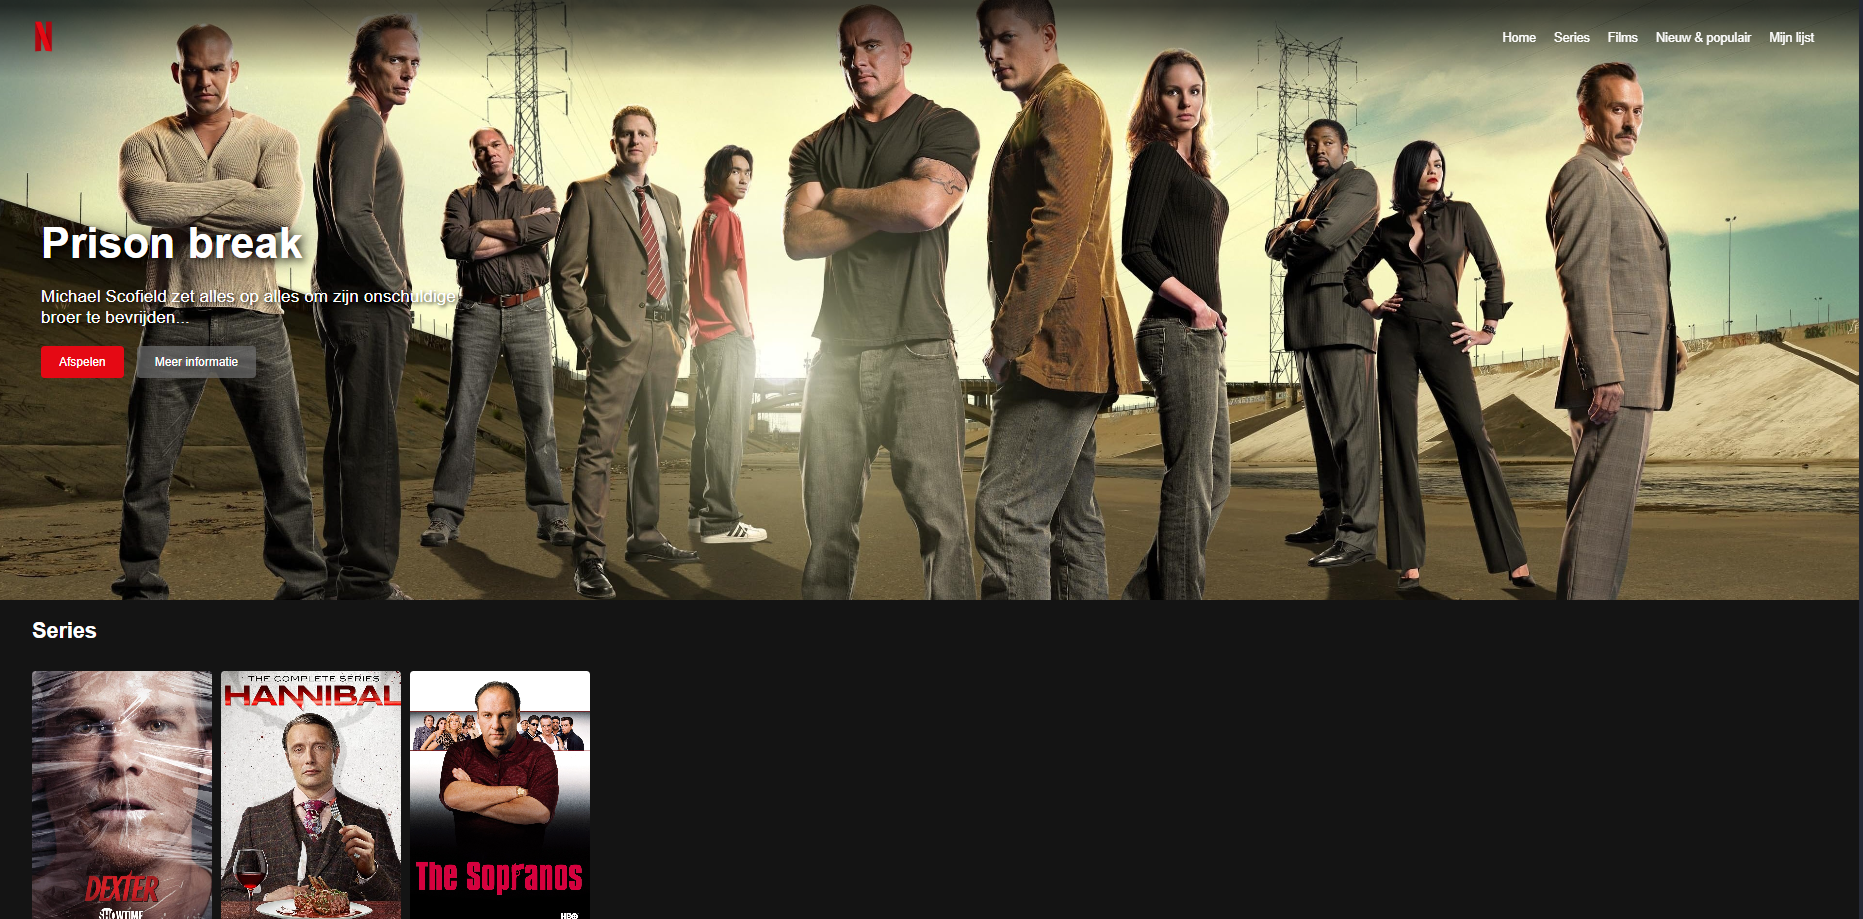 N
Home Series Films Nieuw & populair Mijn lijst
Prison break
Michael Scofield zet alles op alles om zijn onschuldige
broer te bevrijden...
Afspelen Meer informatie
Series
DEXTER
SHOWTIME
THE COMPLETE SERIES
HANNIBAL
The Sopranos
HBO